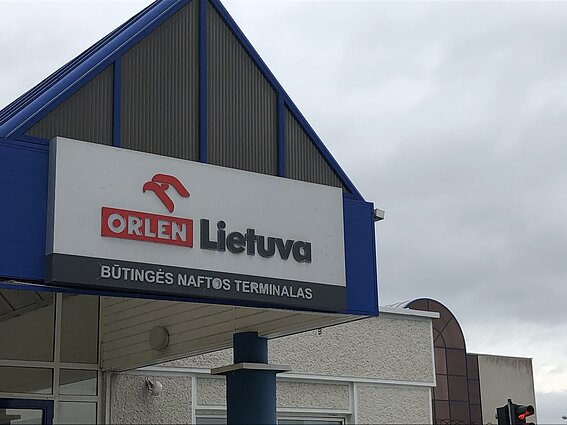 ORLEN Lietuva
BŪTINGĖS NAFTOS TERMINALAS